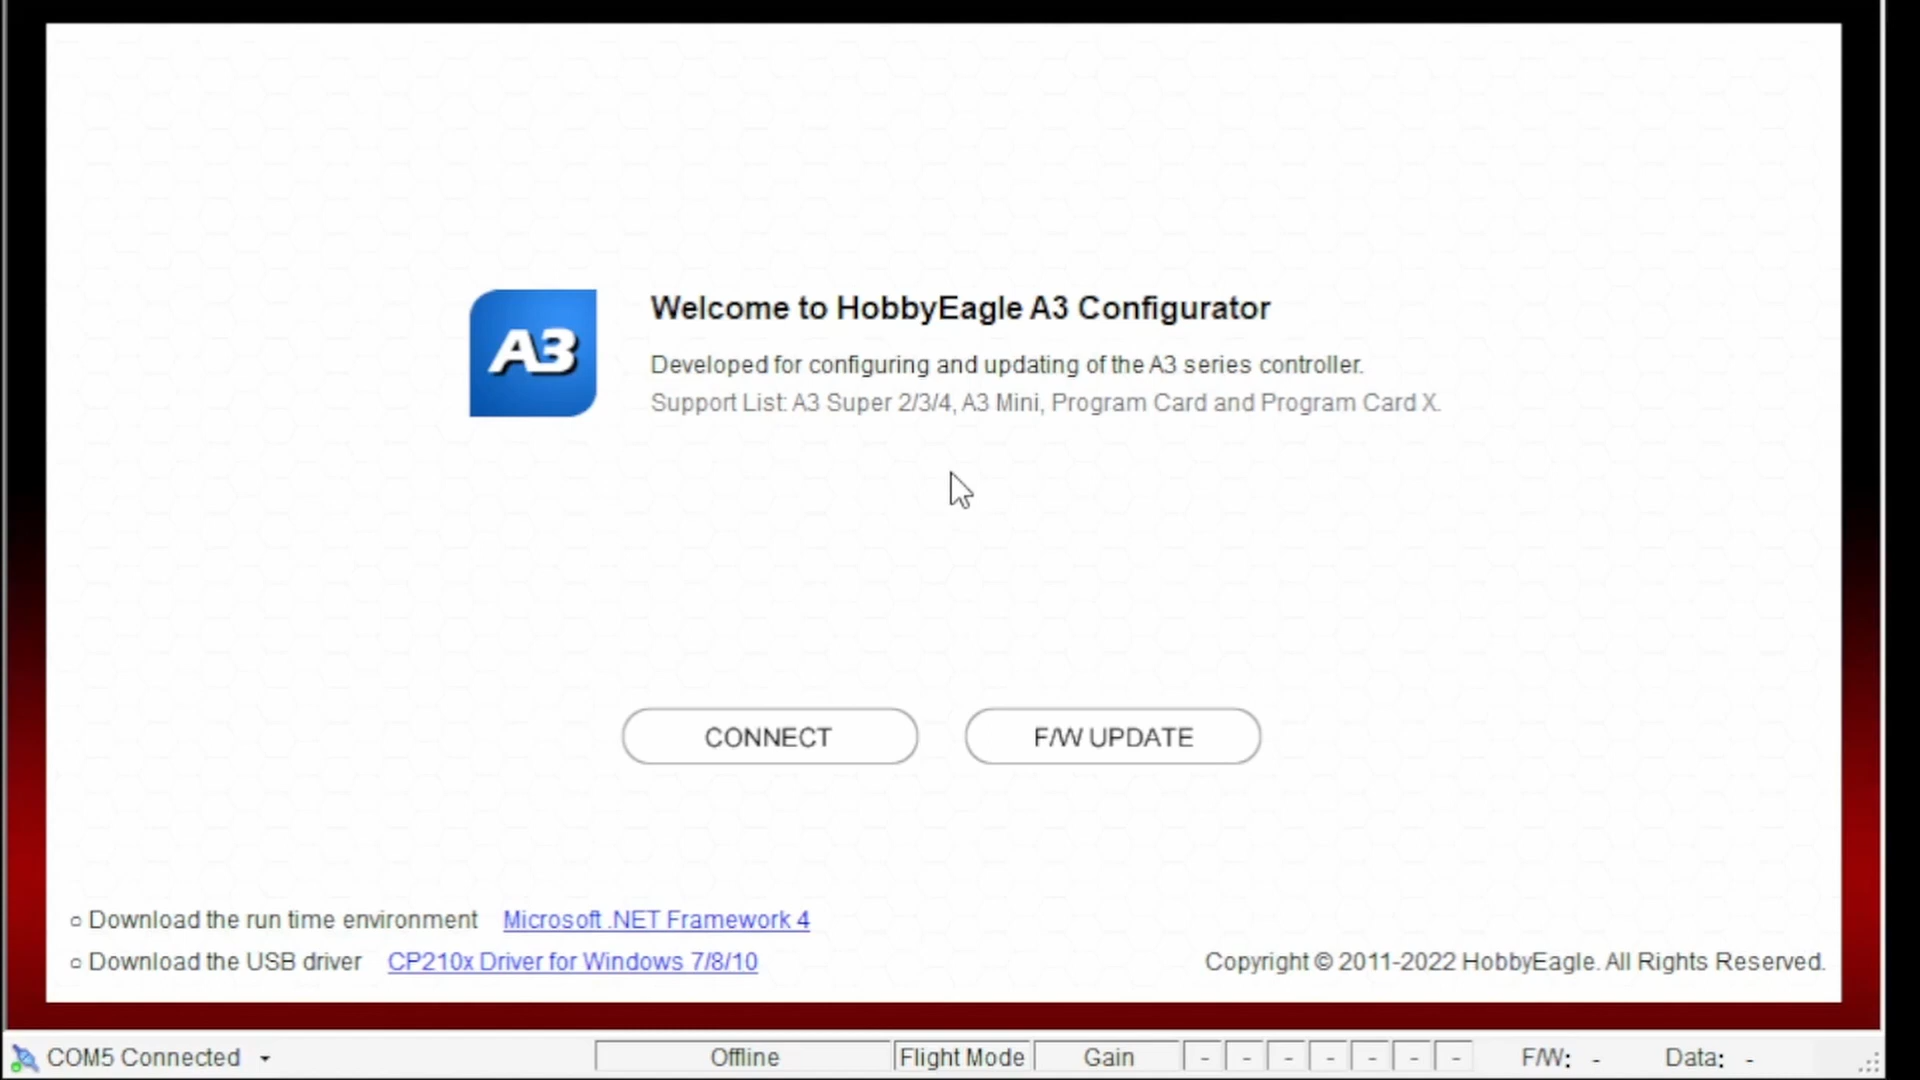 A3
Welcome to HobbyEagle A3 Configurator
Developed for configuring and updating of the A3 series controller.
Support List: A3 Super 2/3/4, A3 Mini, Program Card and Program Card X.
CONNECT
F/W UPDATE
Download the run time environment Microsoft .NET Framework 4
Download the USB driver CP210x Driver for Windows 7/8/10
Copyright © 2011-2022 HobbyEagle. All Rights Reserved.
COM5 Connected Offline Flight Mode Gain - - - - - - - F/W: - Data: -